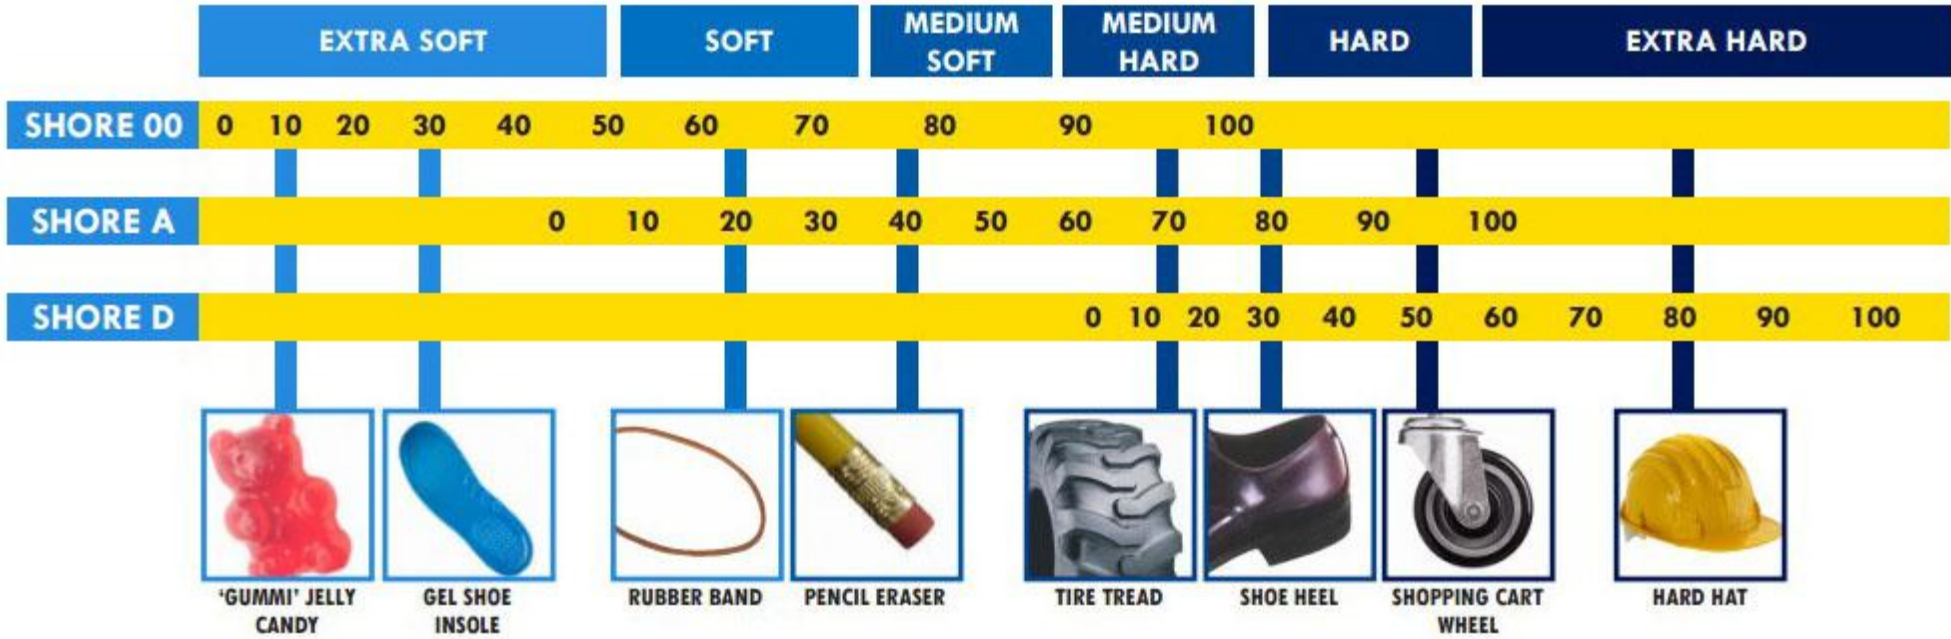 EXTRA SOFT
SOFT
MEDIUM
SOFT
MEDIUM
HARD
HARD
EXTRA HARD
SHORE 00 0 10 20 30 40 50 60 70 80 90 100
SHORE A 0 10 20 30 40 50 60 70 80 90 100
SHORE D 0 10 20 30 40 50 60 70 80 90 100
‘GUMMI’ JELLY
CANDY
GEL SHOE
INSOLE
RUBBER BAND
PENCIL ERASER
TIRE TREAD
SHOE HEEL
SHOPPING CART
WHEEL
HARD HAT